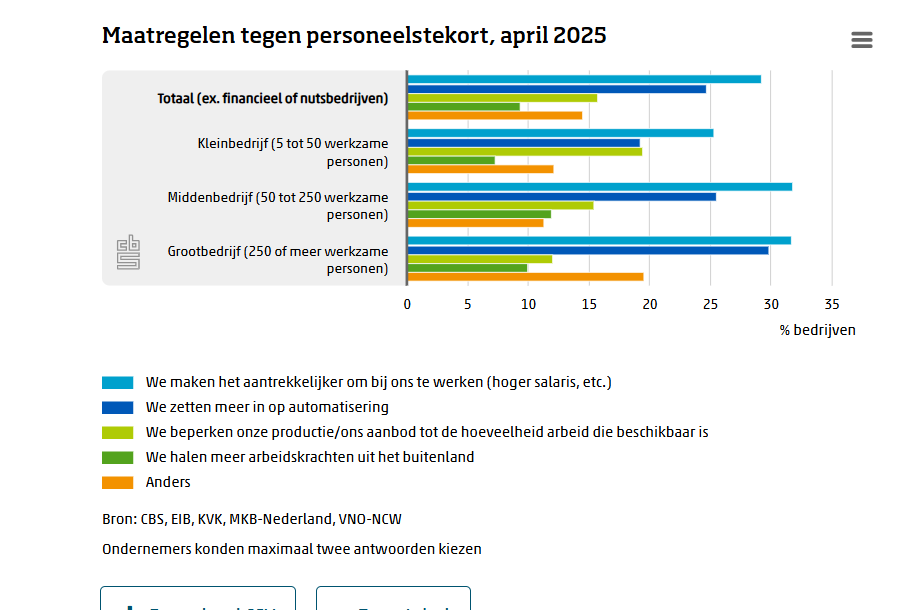 Maatregelen tegen personeelstekort, april 2025
Totaal (ex. financieel of nutsbedrijven)
Kleinbedrijf (5 tot 50 werkzame
personen)
Middenbedrijf (50 tot 250 werkzame
personen)
Grootbedrijf (250 of meer werkzame
personen)
0 5 10 15 20 25 30 35
% bedrijven
We maken het aantrekkelijker om bij ons te werken (hoger salaris, etc.)
We zetten meer in op automatisering
We beperken onze productie/ons aanbod tot de hoeveelheid arbeid die beschikbaar is
We halen meer arbeidskrachten uit het buitenland
Anders
Bron: CBS, EIB, KVK, MKB-Nederland, VNO-NCW
Ondernemers konden maximaal twee antwoorden kiezen